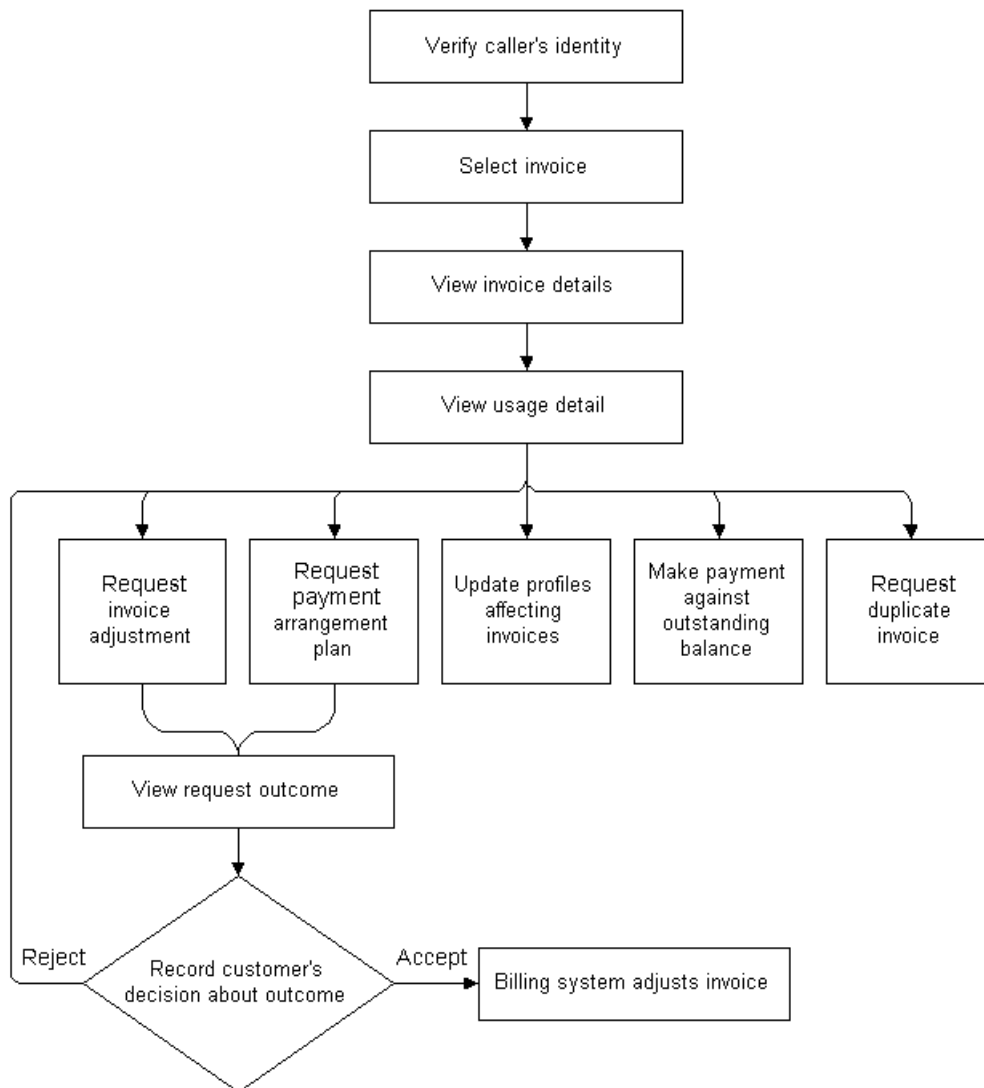 Verify caller's identity
Select invoice
View invoice details
View usage detail
Request
invoice
adjustment
Request
payment
arrangement
plan
Update profiles
affecting
invoices
Make payment
against
outstanding
balance
Request
duplicate
invoice
View request outcome
Reject
Record customer's
decision about outcome
Accept
Billing system adjusts invoice